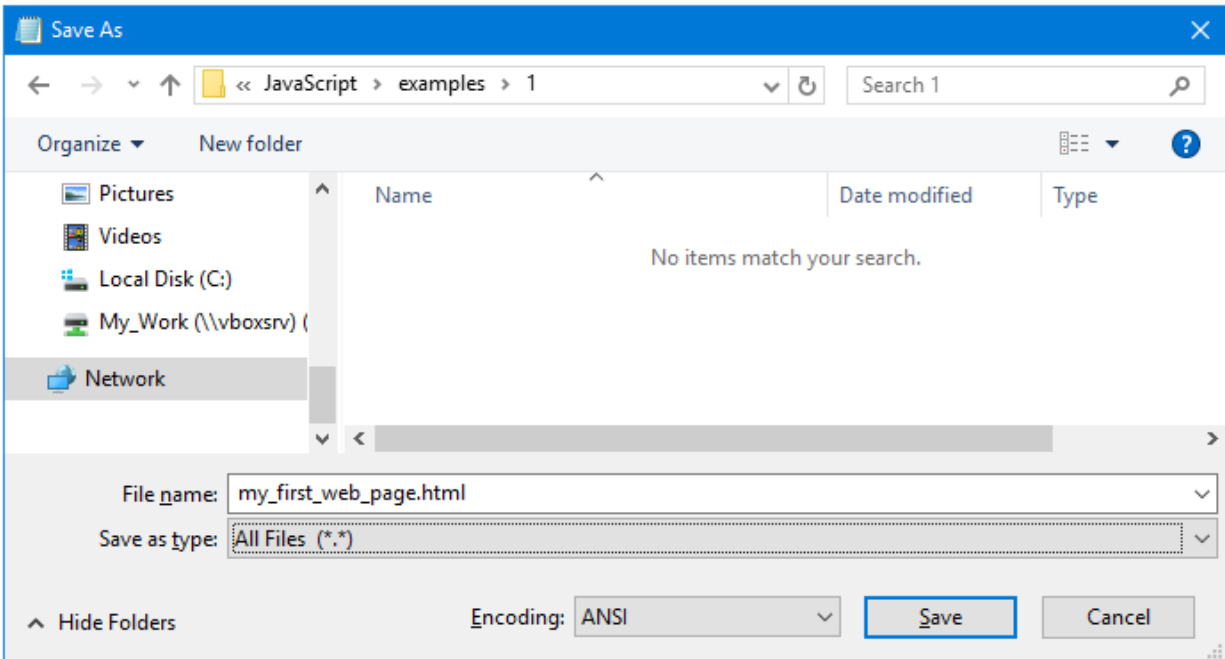 Save As
« JavaScript > examples > 1
Search 1
Organize
New folder
Name
Date modified
Type
Pictures
Videos
Local Disk (C:)
My_Work (\\vboxsrv) (
Network
No items match your search.
File name: my_first_web_page.html
Save as type: All Files (*.*)
Hide Folders
Encoding: ANSI
Save
Cancel